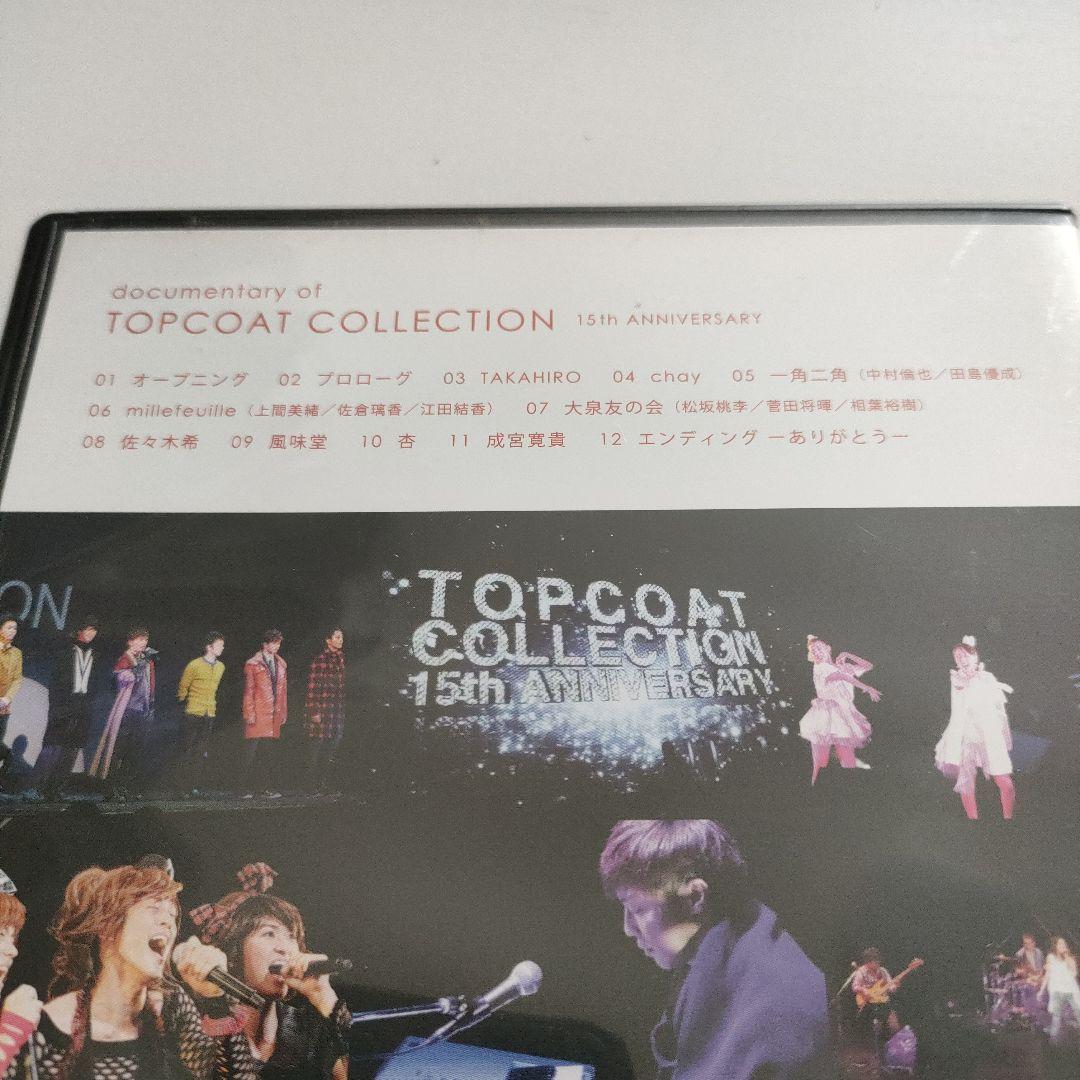 documentary of
TOPCOAT COLLECTION 15th ANNIVERSARY
01 オープニング 02 プロローグ 03 TAKAHIRO 04 chay 05 一角二角（中村倫也／田島優成）
06 millefeuille（上間美緒／佐倉璃香／江田結香） 07 大泉友の会（松坂桃李／菅田将暉／相葉裕樹）
08 佐々木希 09 風味堂 10 杏 11 成宮寛貴 12 エンディング ーありがとうー
ON
TOPCOAT
COLLECTION
15th ANNIVERSARY